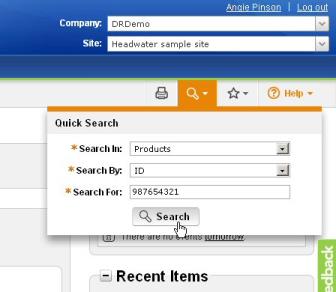 Angie Pinson | Log out
Company: DRDemo
Site: Headwater sample site
Help
Quick Search
*Search In: Products
*Search By: ID
*Search For: 987654321
Search
There are no events tomorrow.
Recent Items
edback